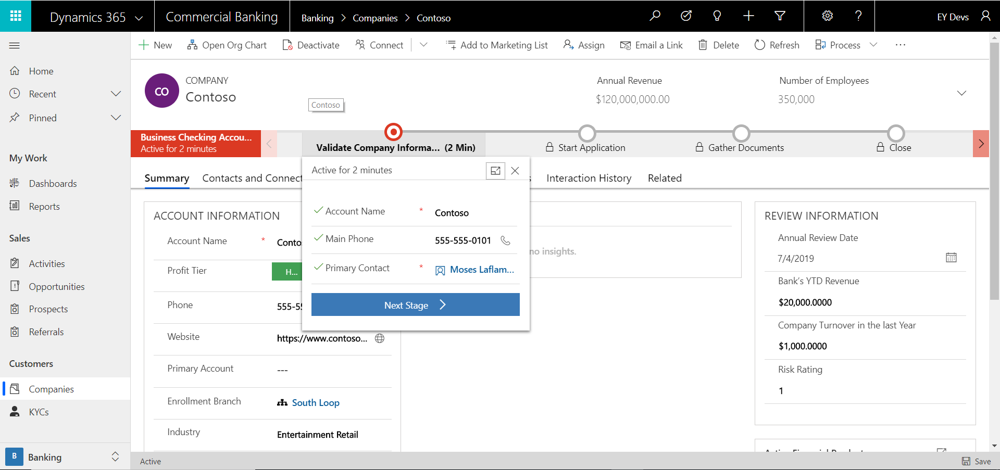 Dynamics 365
Commercial Banking
Banking > Companies > Contoso
EY Devs
New
Open Org Chart
Deactivate
Connect
Add to Marketing List
Assign
Email a Link
Delete
Refresh
Process
Home
Recent
Pinned
My Work
Dashboards
Reports
Sales
Activities
Opportunities
Prospects
Referrals
Customers
Companies
KYCs
B
Banking
CO
COMPANY
Contoso
Contoso
Annual Revenue
$120,000,000.00
Number of Employees
350,000
Business Checking Accou...
Active for 2 minutes
Validate Company Informa... (2 Min)
Start Application
Gather Documents
Close
Summary
Contacts and Connect
s
Interaction History
Related
Active for 2 minutes
Account Name * Contoso
Main Phone 555-555-0101
Primary Contact * Moses Laflam...
Next Stage
ACCOUNT INFORMATION
Account Name * Conto
Profit Tier H...
Phone 555-5
Website https://www.contoso...
Primary Account ---
Enrollment Branch South Loop
Industry Entertainment Retail
no insights.
REVIEW INFORMATION
Annual Review Date
7/4/2019
Bank's YTD Revenue
$20,000.0000
Company Turnover in the last Year
$1,000.0000
Risk Rating
1
Active
Save